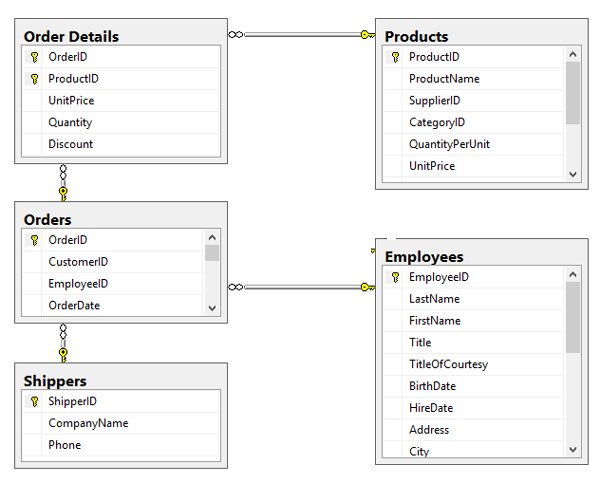 Order Details
OrderID
ProductID
UnitPrice
Quantity
Discount
Products
ProductID
ProductName
SupplierID
CategoryID
QuantityPerUnit
UnitPrice
Orders
OrderID
CustomerID
EmployeeID
OrderDate
Employees
EmployeeID
LastName
FirstName
Title
TitleOfCourtesy
BirthDate
HireDate
Address
City
Shippers
ShipperID
CompanyName
Phone